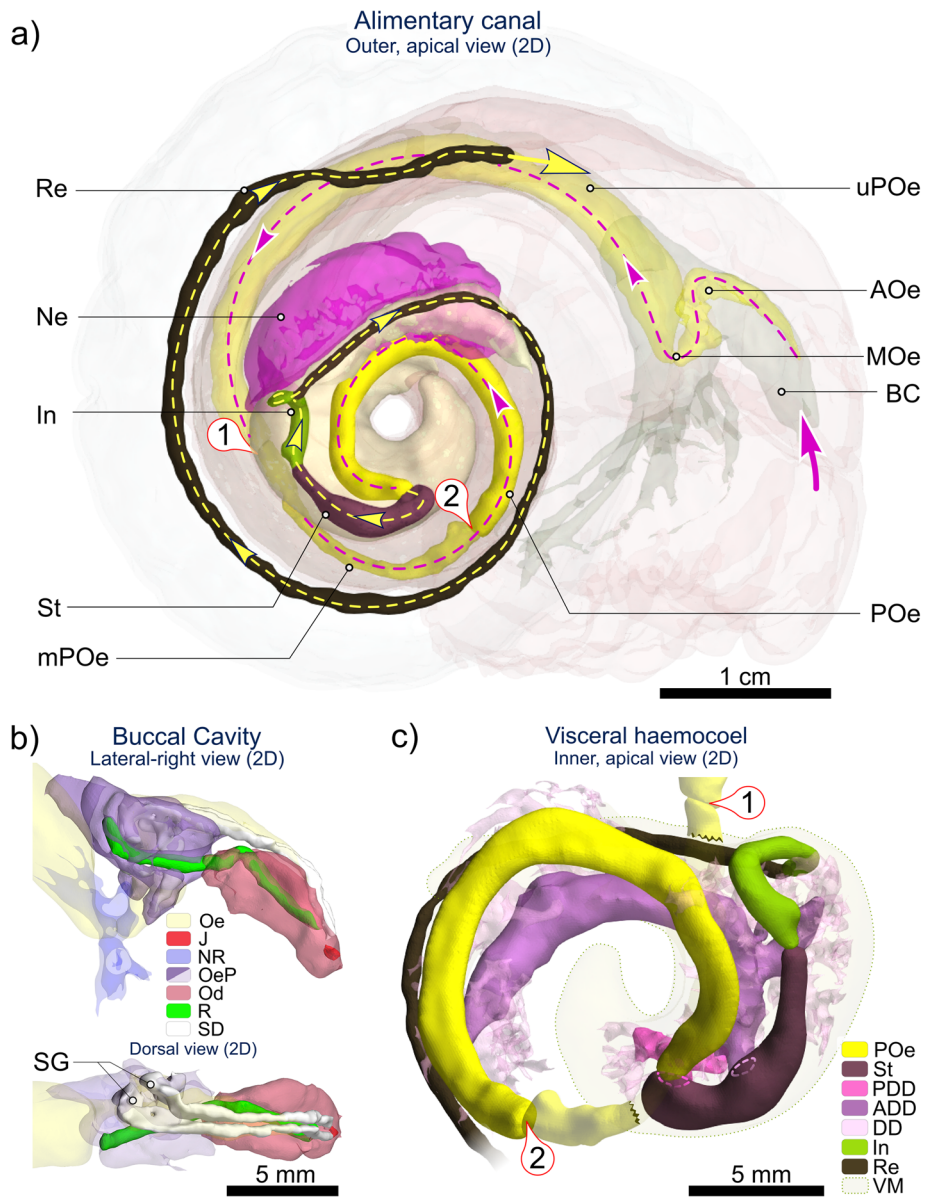 a)
Alimentary canal
Outer, apical view (2D)
Re
uPOe
AOe
Ne
MOe
BC
In
1
2
St
POe
mPOe
1 cm
b)
Buccal Cavity
Lateral-right view (2D)
Oe
J
NR
OeP
Od
R
SD
Dorsal view (2D)
SG
5 mm
c)
Visceral haemocoel
Inner, apical view (2D)
1
2
POe
St
PDD
ADD
DD
In
Re
VM
5 mm